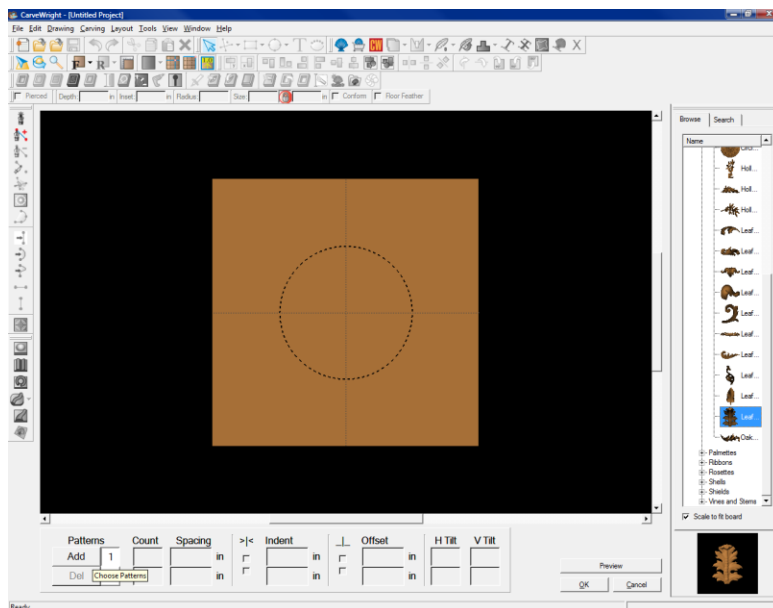 CarveWright - [Untitled Project]
File Edit Drawing Carving Layout Tools View Window Help
CW
Pierced Depth: in Inset: in Radius: Size: in Conform Floor Feather
Browse Search
Name
Circl...
Holl...
Holl...
Holl...
Leaf...
Leaf...
Leaf...
Leaf...
Leaf...
Leaf...
Leaf...
Leaf...
Leaf...
Leaf...
Oak...
Palmettes
Ribbons
Rosettes
Shells
Shields
Vines and Stems
Scale to fit board
Patterns Count Spacing >|< Indent Offset H Tilt V Tilt
Add 1 in in in
Del Choose Patterns in in in
Preview
OK Cancel
Ready